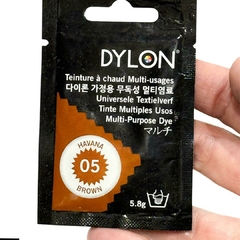 DYLON
Teinture à chaud Multi-usages
다이론 가정용 무독성 멀티염료
Universele Textielverf
Tinte Multiples Usos
Multi-Purpose Dye
マルチ
HAVANA
05
BROWN
5.8g